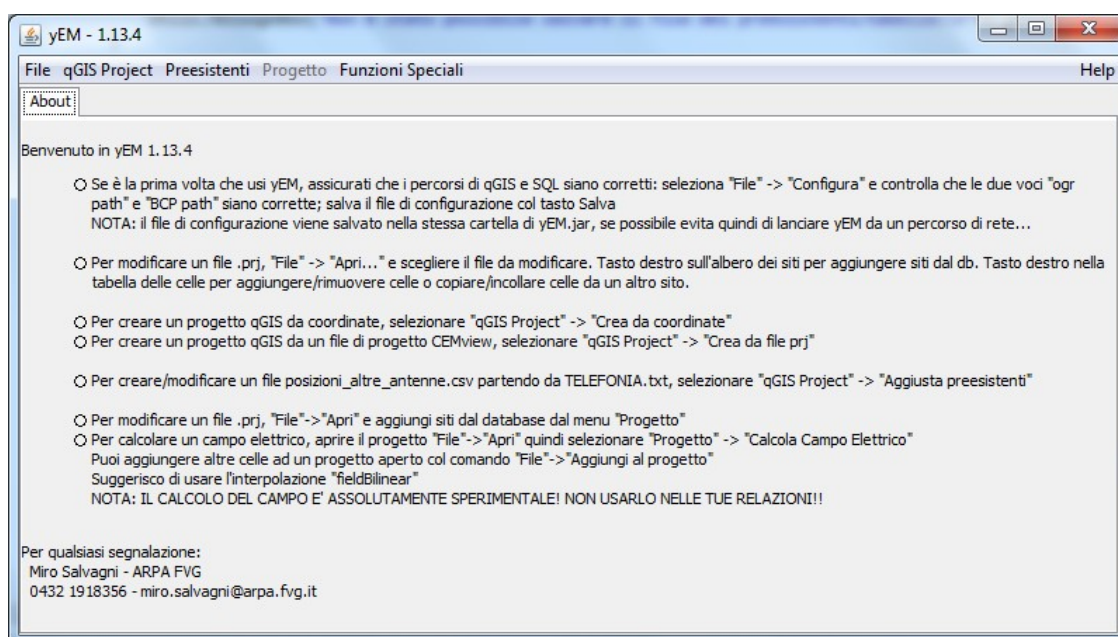 yEM - 1.13.4
File qGIS Project Preesistenti Progetto Funzioni Speciali Help
About
Benvenuto in yEM 1.13.4
Se è la prima volta che usi yEM, assicurati che i percorsi di qGIS e SQL siano corretti: seleziona "File" -> "Configura" e controlla che le due voci "ogr
path" e "BCP path" siano corrette; salva il file di configurazione col tasto Salva
NOTA: il file di configurazione viene salvato nella stessa cartella di yEM.jar, se possibile evita quindi di lanciare yEM da un percorso di rete...
Per modificare un file .prj, "File" -> "Apri..." e scegliere il file da modificare. Tasto destro sull'albero dei siti per aggiungere siti dal db. Tasto destro nella
tabella delle celle per aggiungere/rimuovere celle o copiare/incollare celle da un altro sito.
Per creare un progetto qGIS da coordinate, selezionare "qGIS Project" -> "Crea da coordinate"
Per creare un progetto qGIS da un file di progetto CEMview, selezionare "qGIS Project" -> "Crea da file prj"
Per creare/modificare un file posizioni_altre_antenne.csv partendo da TELEFONIA.txt, selezionare "qGIS Project" -> "Aggiusta preesistenti"
Per modificare un file .prj, "File"->"Apri" e aggiungi siti dal database dal menu "Progetto"
Per calcolare un campo elettrico, aprire il progetto "File"->"Apri" quindi selezionare "Progetto" -> "Calcola Campo Elettrico"
Puoi aggiungere altre celle ad un progetto aperto col comando "File"->"Aggiungi al progetto"
Suggerisco di usare l'interpolazione "fieldBilinear"
NOTA: IL CALCOLO DEL CAMPO E' ASSOLUTAMENTE SPERIMENTALE! NON USARLO NELLE TUE RELAZIONI!!
Per qualsiasi segnalazione:
Miro Salvagni - ARPA FVG
0432 1918356 - miro.salvagni@arpa.fvg.it